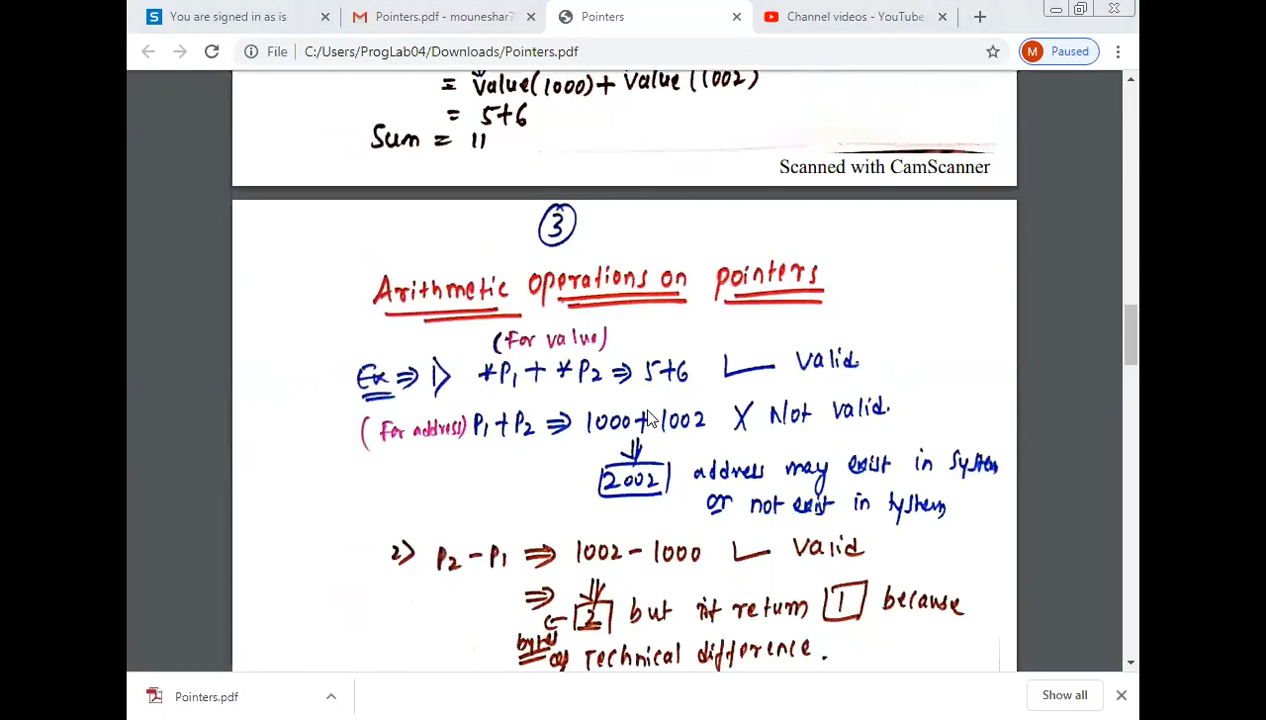 You are signed in as is
Pointers.pdf - mouneshar7
Pointers
Channel videos - YouTube
File
C:/Users/ProgLab04/Downloads/Pointers.pdf
M Paused
= Value(1000)+ Value (1002)
= 5+6
Sum = 11
Scanned with CamScanner
3
Arithmetic operations on pointers
(For value)
Ex ⇒ 1> *P1 + *P2 ⇒ 5+6 Valid
(For address) P1 + P2 ⇒ 1000+1002 X Not valid.
2002 address may exist in System
or not exist in System
2> P2 - P1 ⇒ 1002 - 1000 Valid
⇒ 2 but it return 1 because
bytes of Technical difference.
Pointers.pdf
Show all